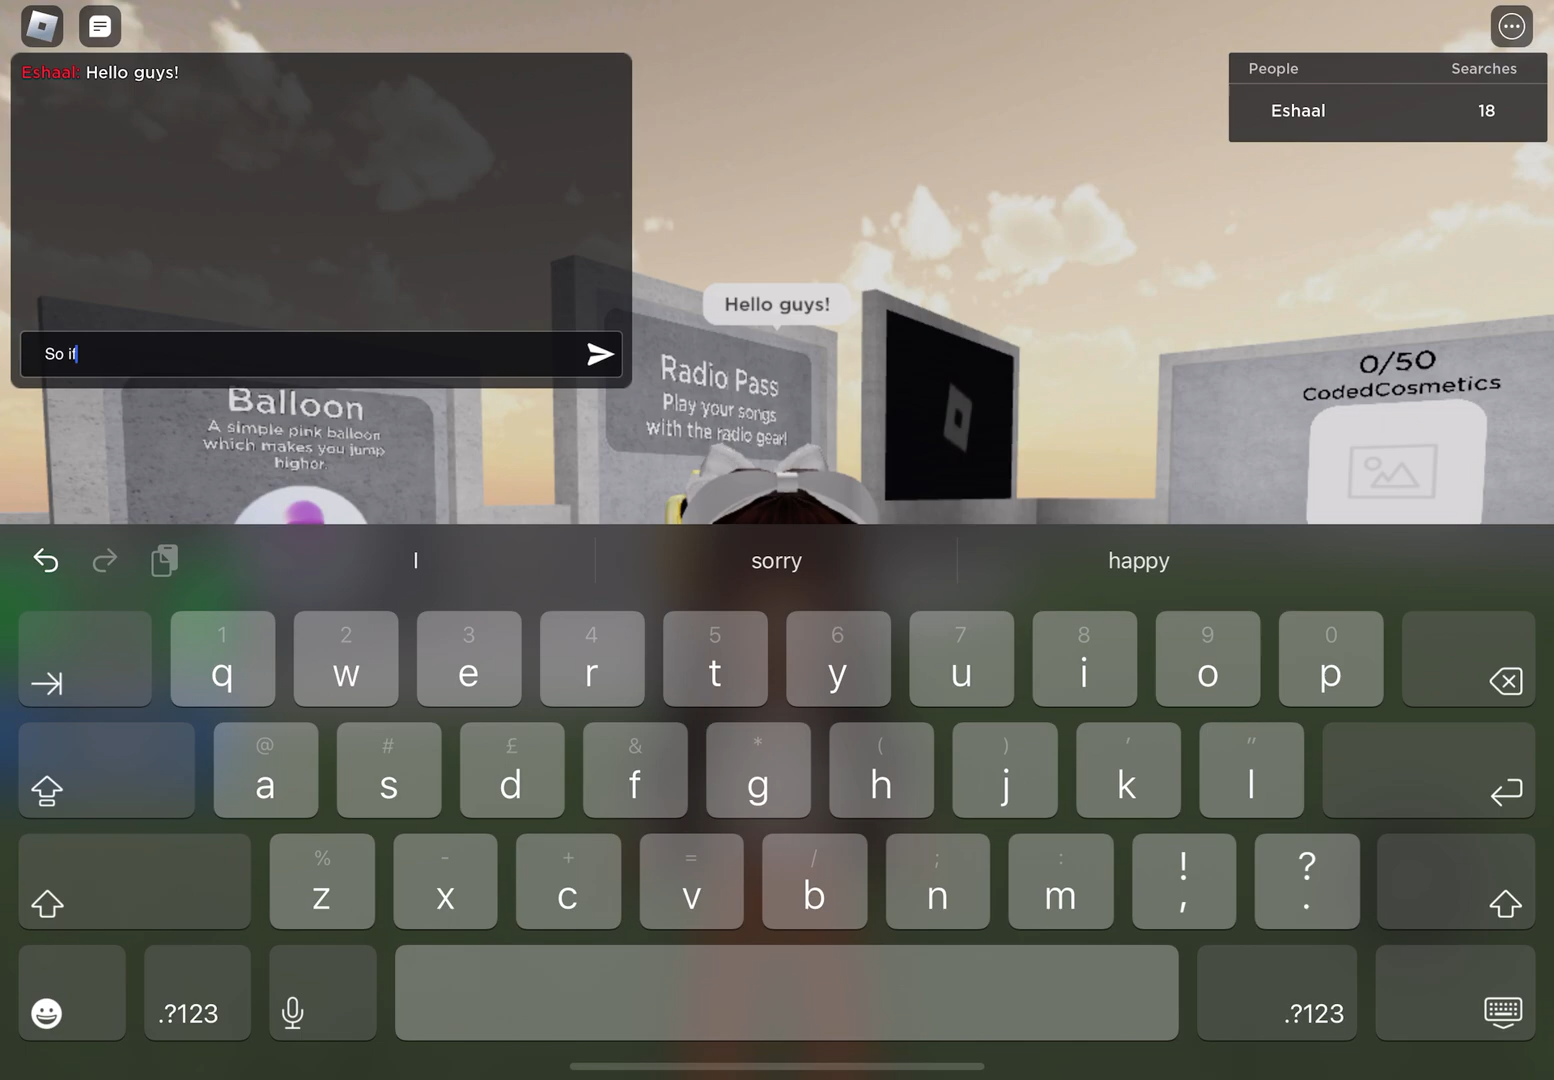 Eshaal: Hello guys!
People Searches
Eshaal 18
Hello guys!
So if
Balloon
A simple pink balloon
which makes you jump
higher.
Radio Pass
Play your songs
with the radio gear!
0/50
CodedCosmetics
I sorry happy
1 2 3 4 5 6 7 8 9 0
q w e r t y u i o p
@ # £ & * ( ) ' "
a s d f g h j k l
% - + = / ; : ! ?
z x c v b n m , .
.?123 .?123